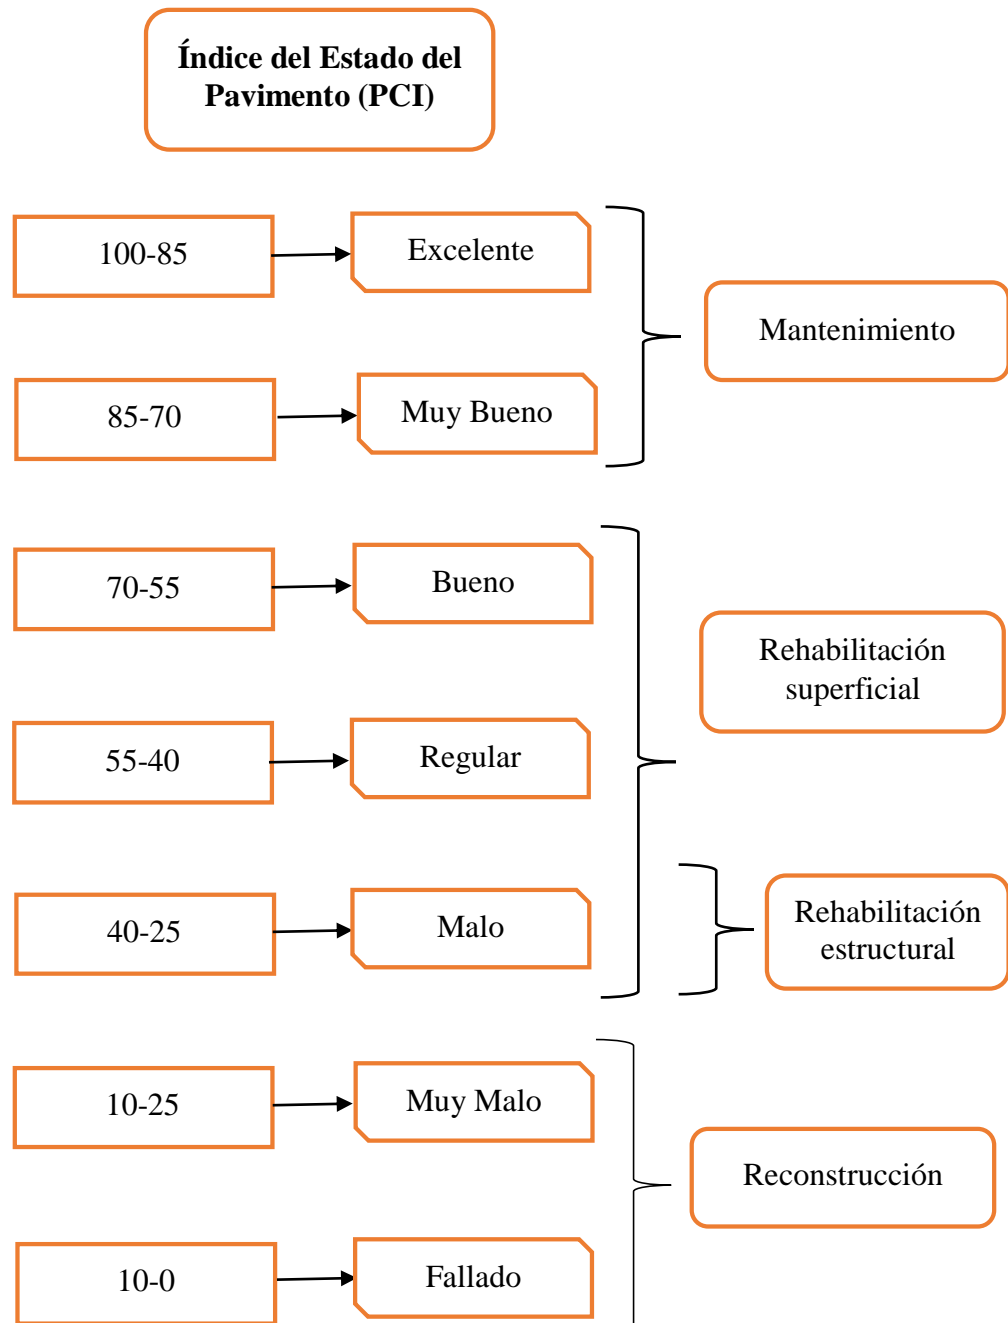 Índice del Estado del
Pavimento (PCI)
100-85
Excelente
Mantenimiento
85-70
Muy Bueno
70-55
Bueno
Rehabilitación
superficial
55-40
Regular
40-25
Malo
Rehabilitación
estructural
10-25
Muy Malo
Reconstrucción
10-0
Fallado